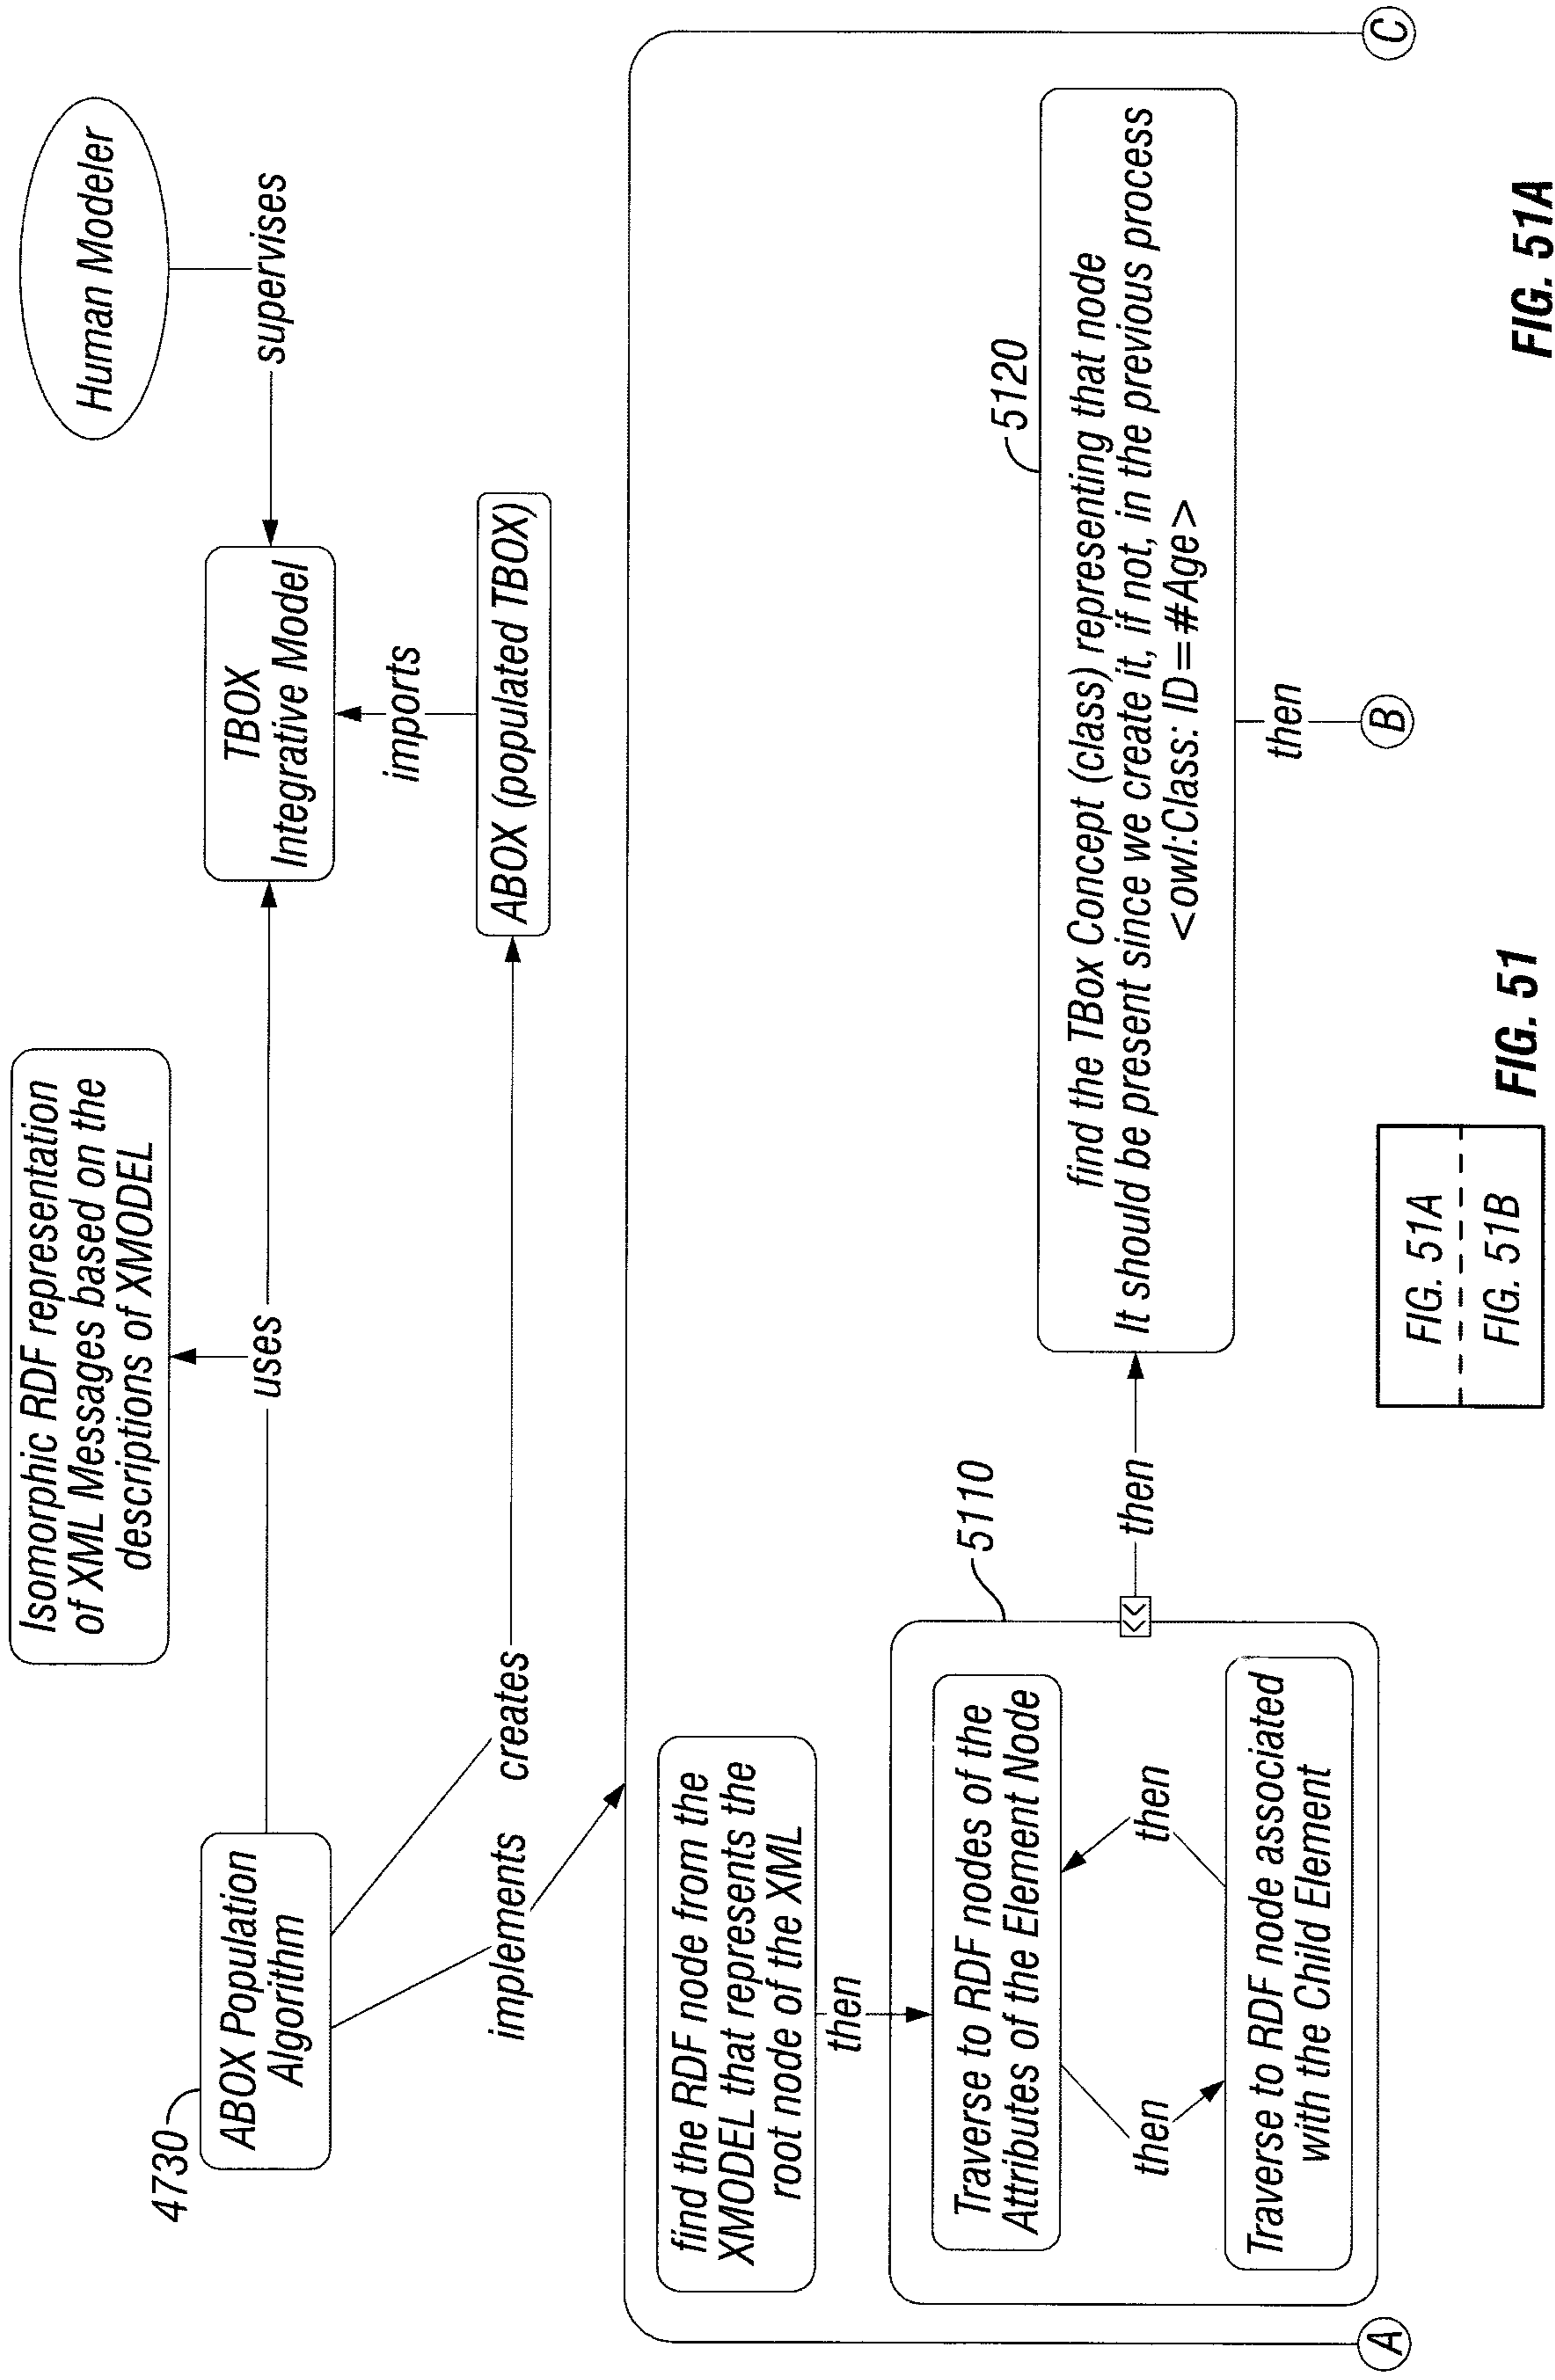 Human Modeler
supervises
Isomorphic RDF representation
of XML Messages based on the
descriptions of XMODEL
TBOX
Integrative Model
uses
4730
ABOX Population
Algorithm
imports
ABOX (populated TBOX)
creates
implements
find the RDF node from the
XMODEL that represents the
root node of the XML
then
5110
Traverse to RDF nodes of the
Attributes of the Element Node
then
then
Traverse to RDF node associated
with the Child Element
then
5120
find the TBox Concept (class) representing that node
It should be present since we create it, if not, in the previous process
<owl:Class: ID=#Age>
then
A
B
C
FIG. 51A
FIG. 51B
FIG. 51
FIG. 51A